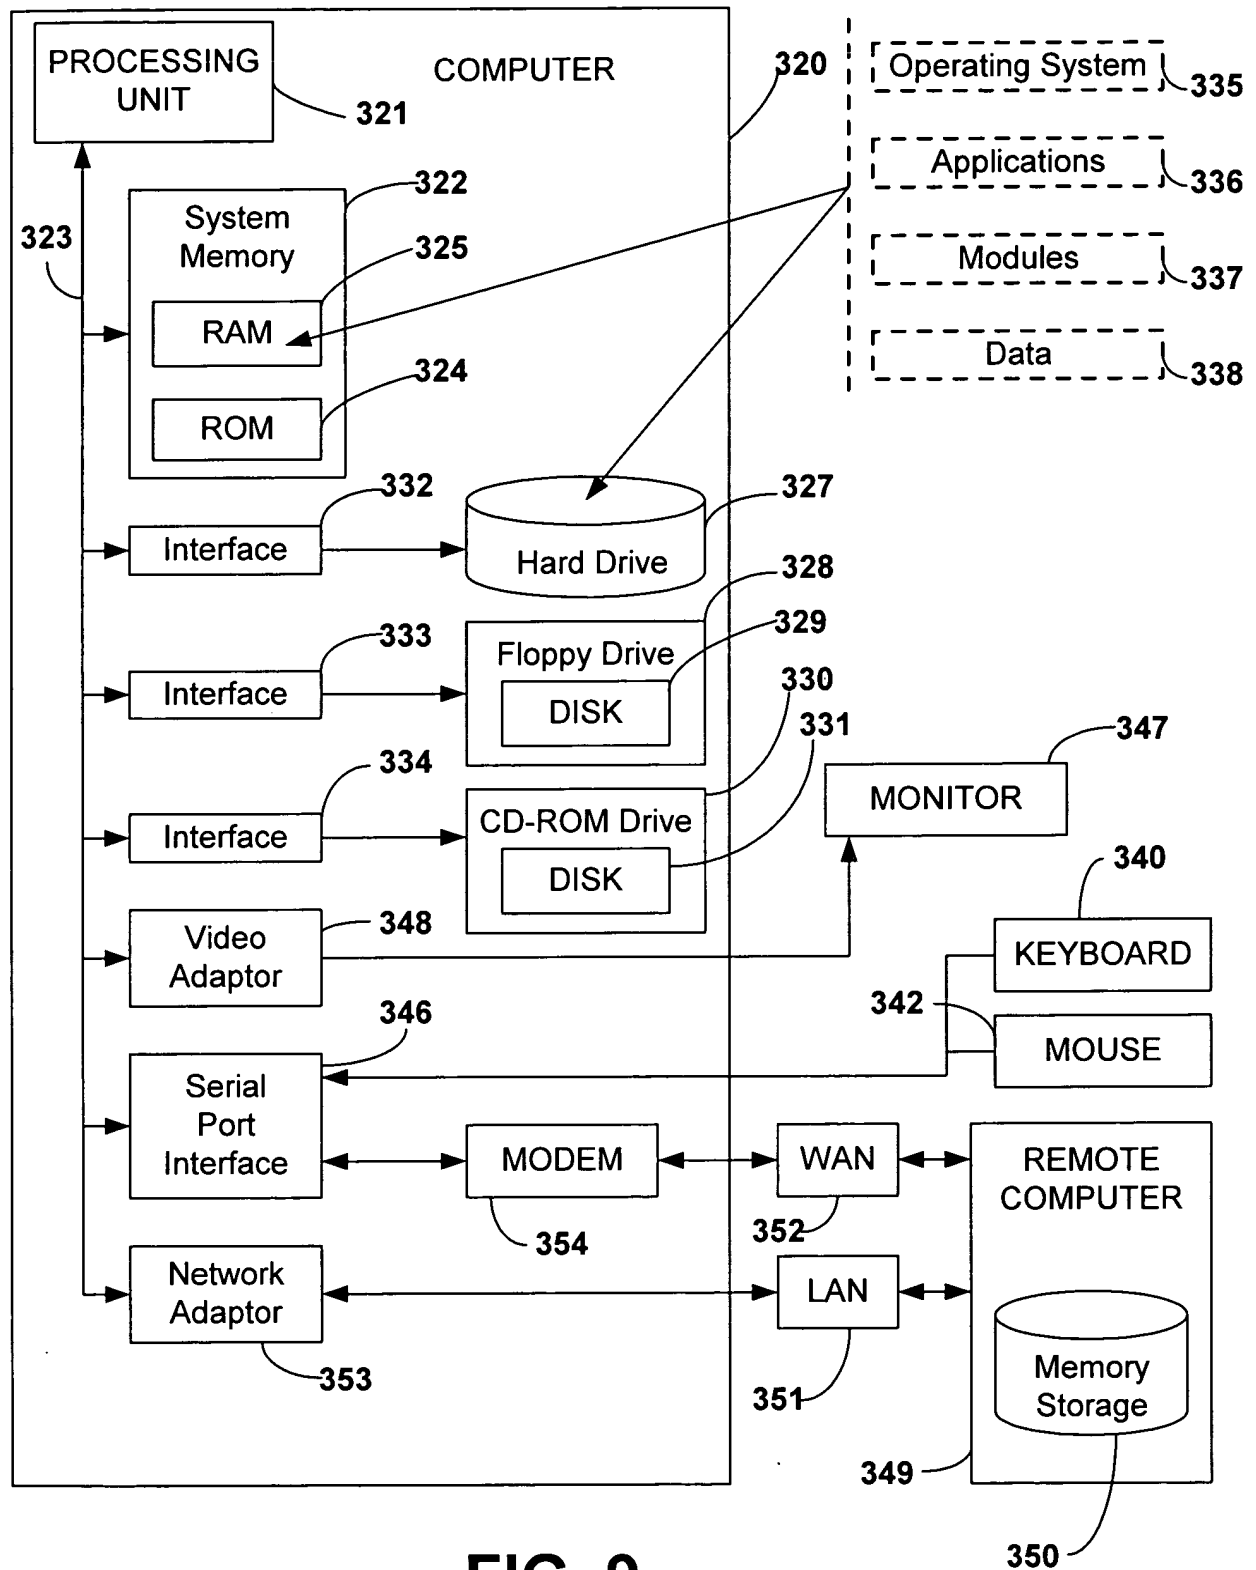 PROCESSING
UNIT
321
COMPUTER
320
Operating System
335
Applications
336
Modules
337
Data
338
322
System
Memory
323
325
RAM
324
ROM
332
Interface
327
Hard Drive
328
333
Interface
329
Floppy Drive
DISK
330
331
334
Interface
CD-ROM Drive
DISK
347
MONITOR
340
KEYBOARD
348
Video
Adaptor
342
MOUSE
346
Serial
Port
Interface
MODEM
354
WAN
352
REMOTE
COMPUTER
Network
Adaptor
353
LAN
351
Memory
Storage
349
350